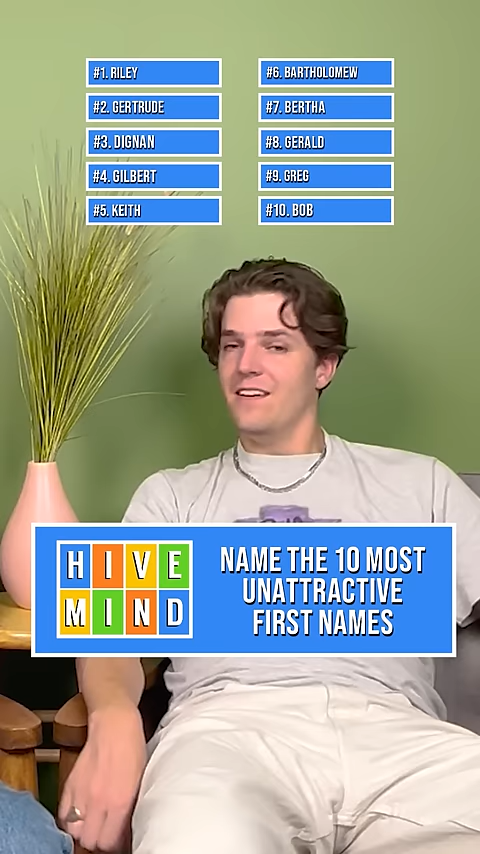 #1. RILEY
#2. GERTRUDE
#3. DIGNAN
#4. GILBERT
#5. KEITH
#6. BARTHOLOMEW
#7. BERTHA
#8. GERALD
#9. GREG
#10. BOB
HIVE
MIND
NAME THE 10 MOST
UNATTRACTIVE
FIRST NAMES